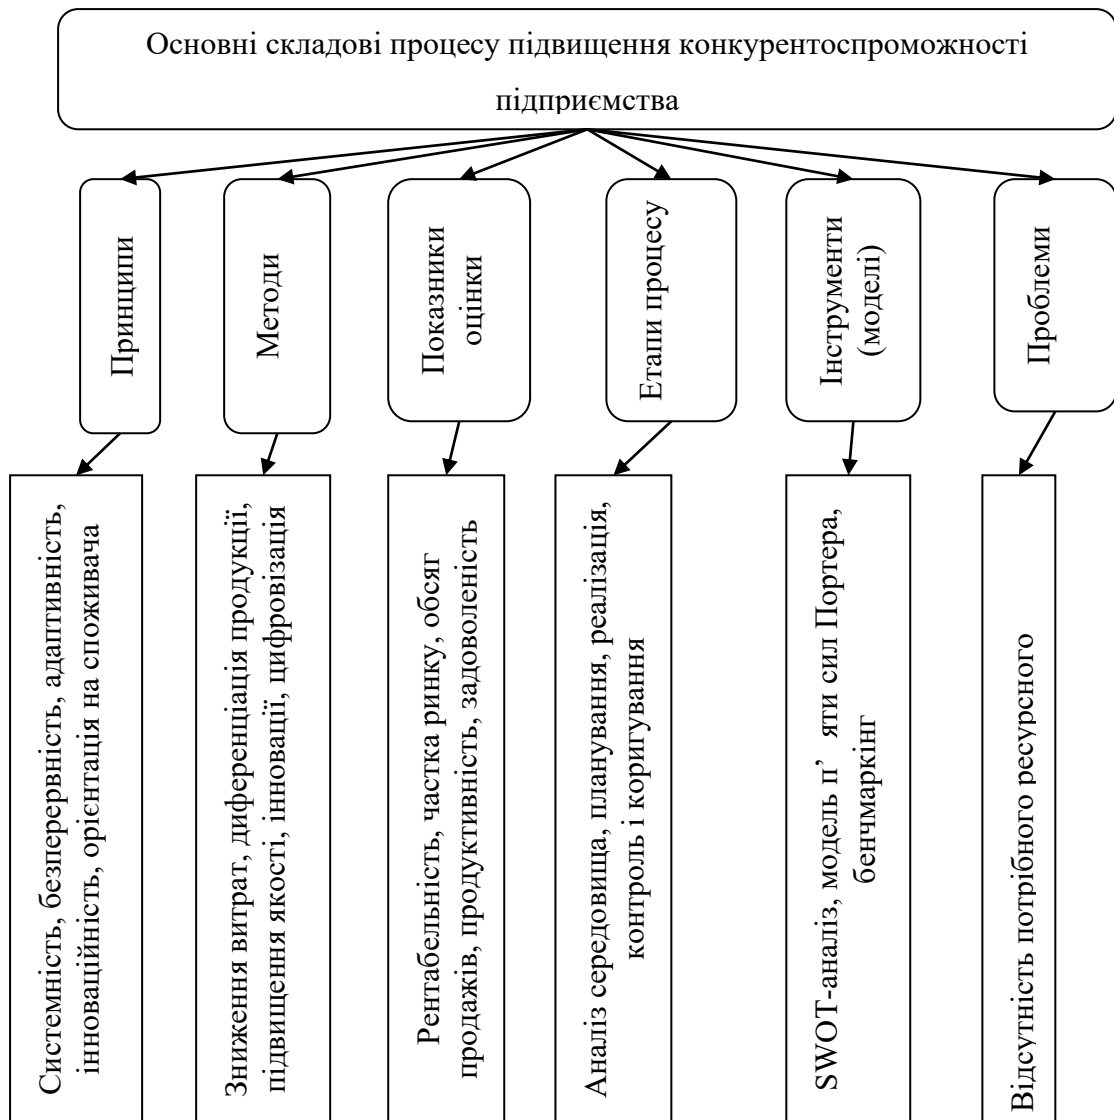 Основні складові процесу підвищення конкурентоспроможності
підприємства
Принципи
Методи
Показники
оцінки
Етапи процесу
Інструменти
(моделі)
Проблеми
Системність, безперервність, адаптивність,
інноваційність, орієнтація на споживача
Зниження витрат, диференціація продукції,
підвищення якості, інновації, цифровізація
Рентабельність, частка ринку, обсяг
продажів, продуктивність, задоволеність
Аналіз середовища, планування, реалізація,
контроль і коригування
SWOT-аналіз, модель п’ яти сил Портера,
бенчмаркінг
Відсутність потрібного ресурсного